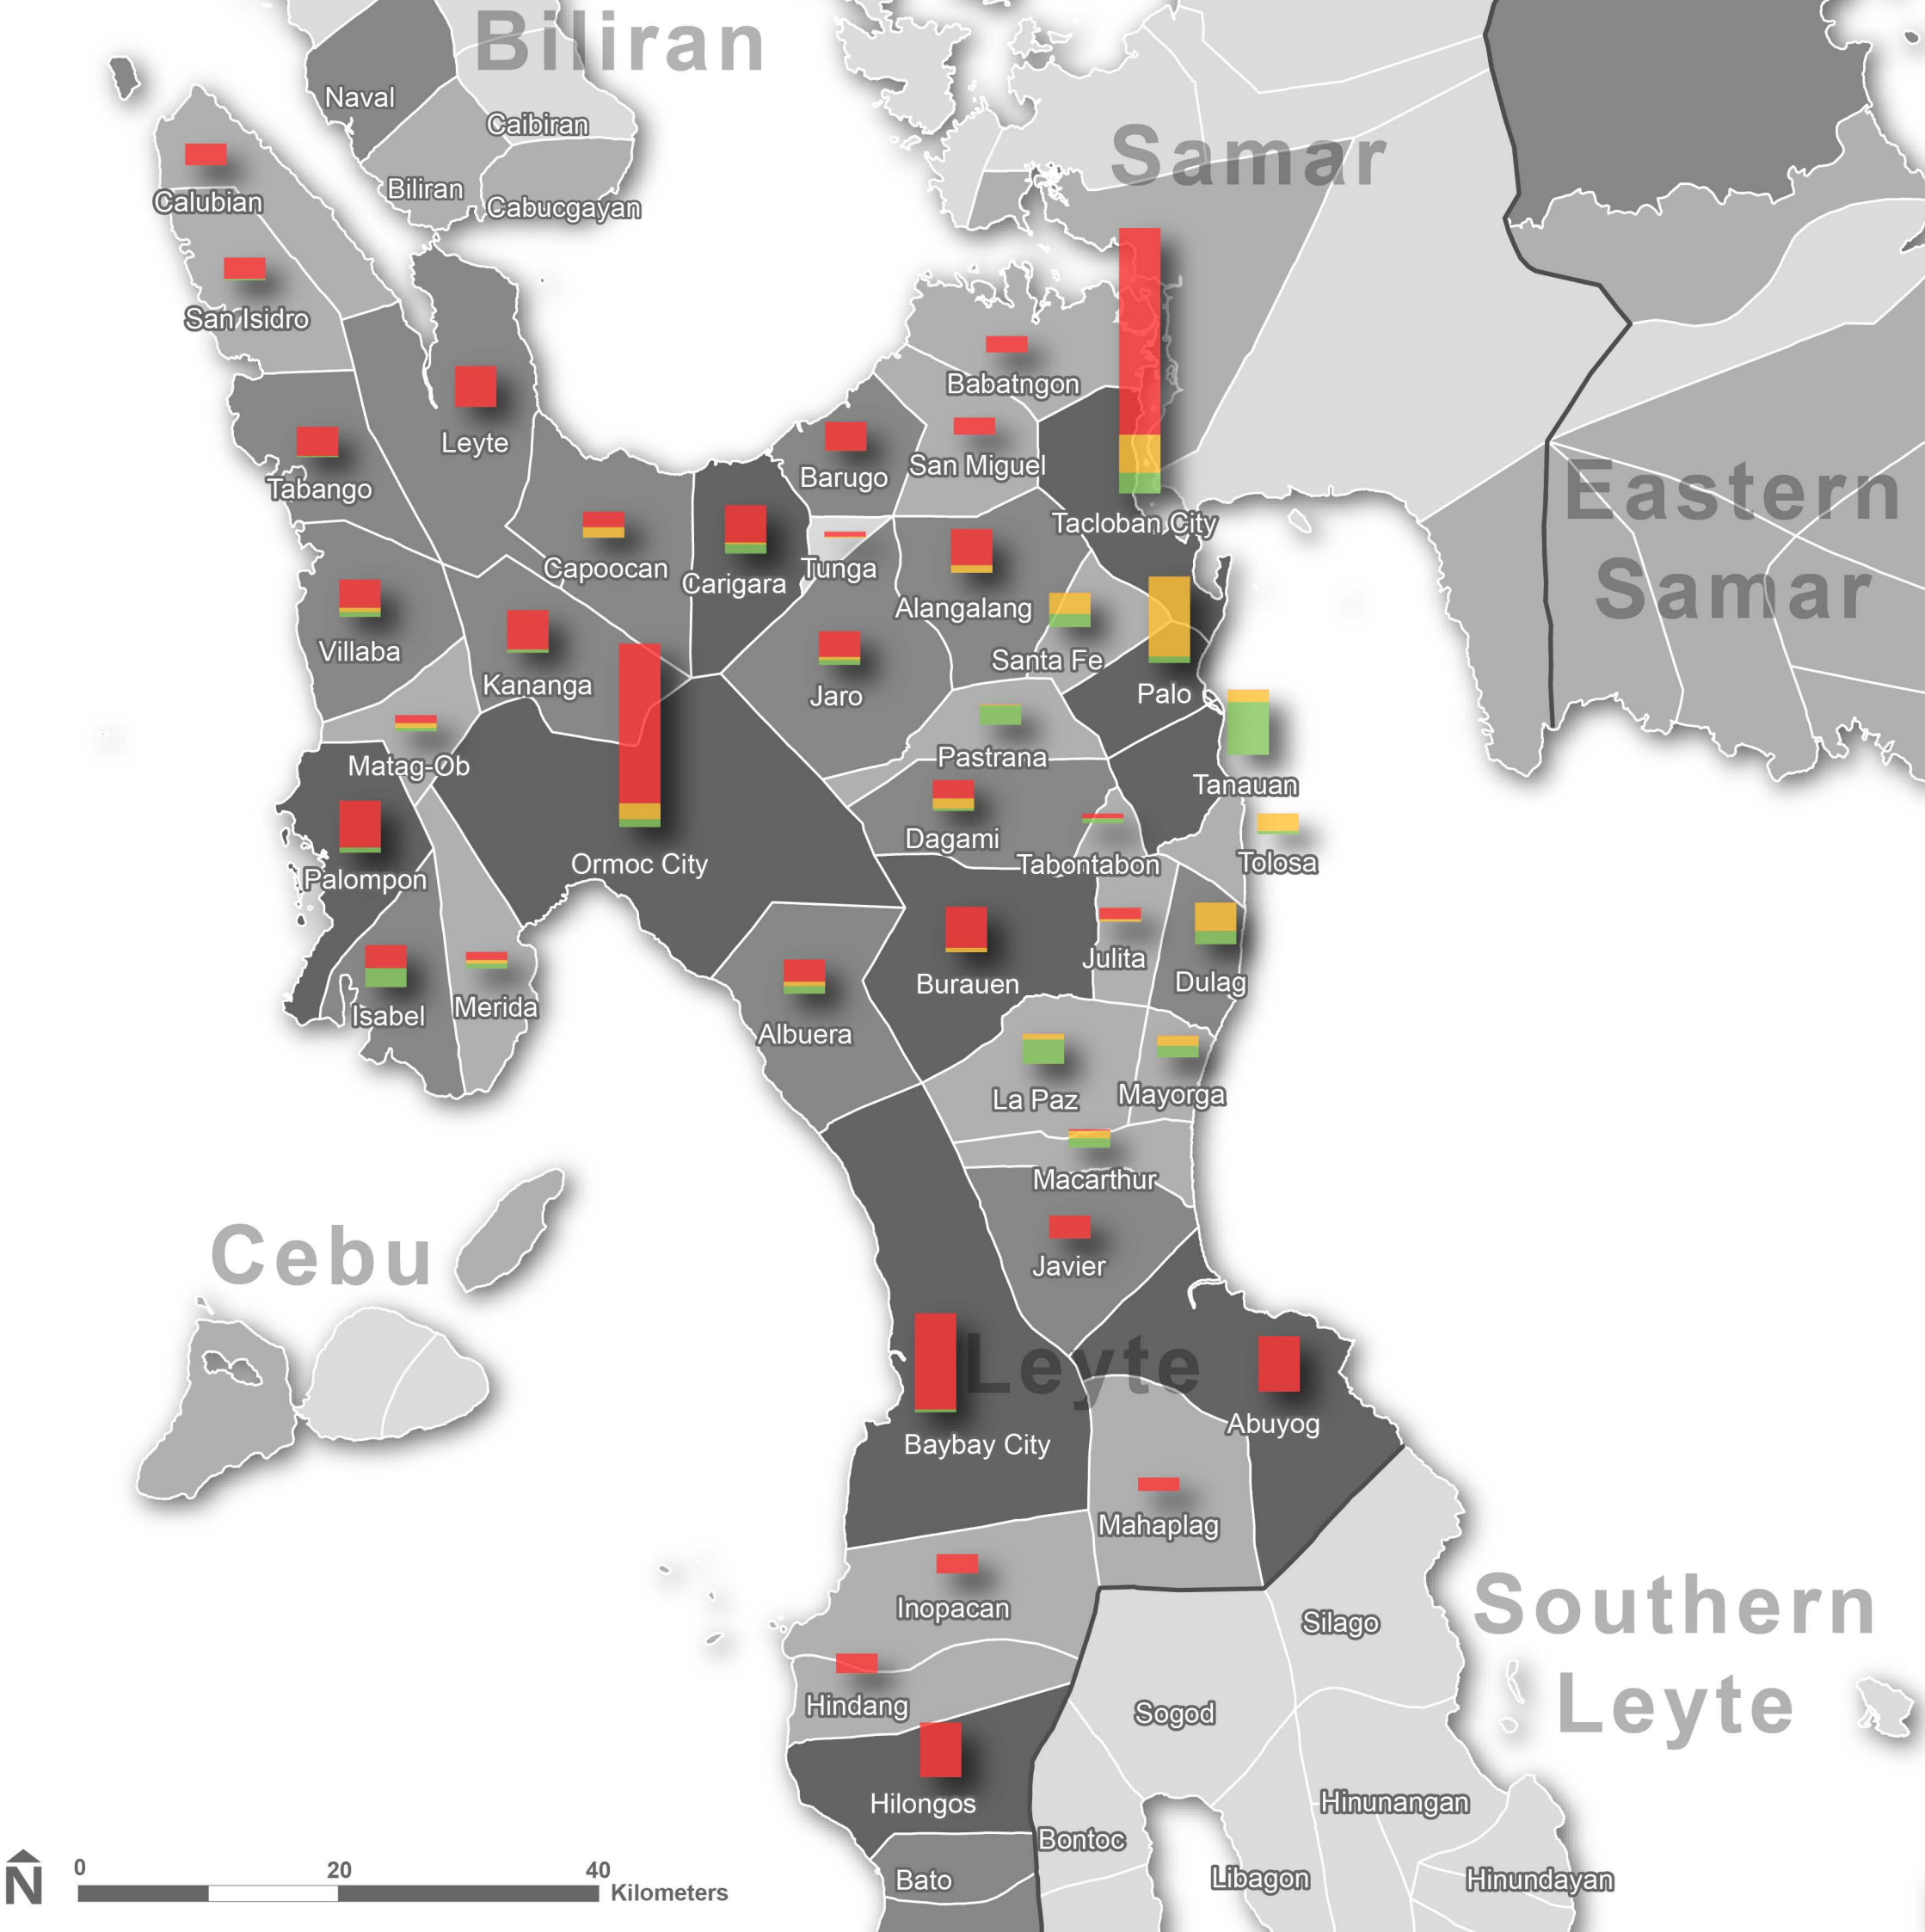 Biliran
Naval
Caibiran
Biliran
Cabucgayan
Samar
Calubian
San Isidro
Babatngon
Leyte
Tabango
Barugo
San Miguel
Tacloban City
Eastern
Samar
Capoocan
Carigara
Tunga
Alangalang
Villaba
Kananga
Santa Fe
Jaro
Palo
Matag-Ob
Pastrana
Tanauan
Dagami
Tabontabon
Tolosa
Ormoc City
Palompon
Julita
Dulag
Burauen
Isabel
Merida
Albuera
La Paz
Mayorga
Macarthur
Cebu
Javier
Leyte
Abuyog
Baybay City
Mahaplag
Inopacan
Silago
Southern
Leyte
Hindang
Sogod
Hilongos
Hinunangan
Bontoc
Bato
Libagon
Hinundayan
N
0 20 40
Kilometers